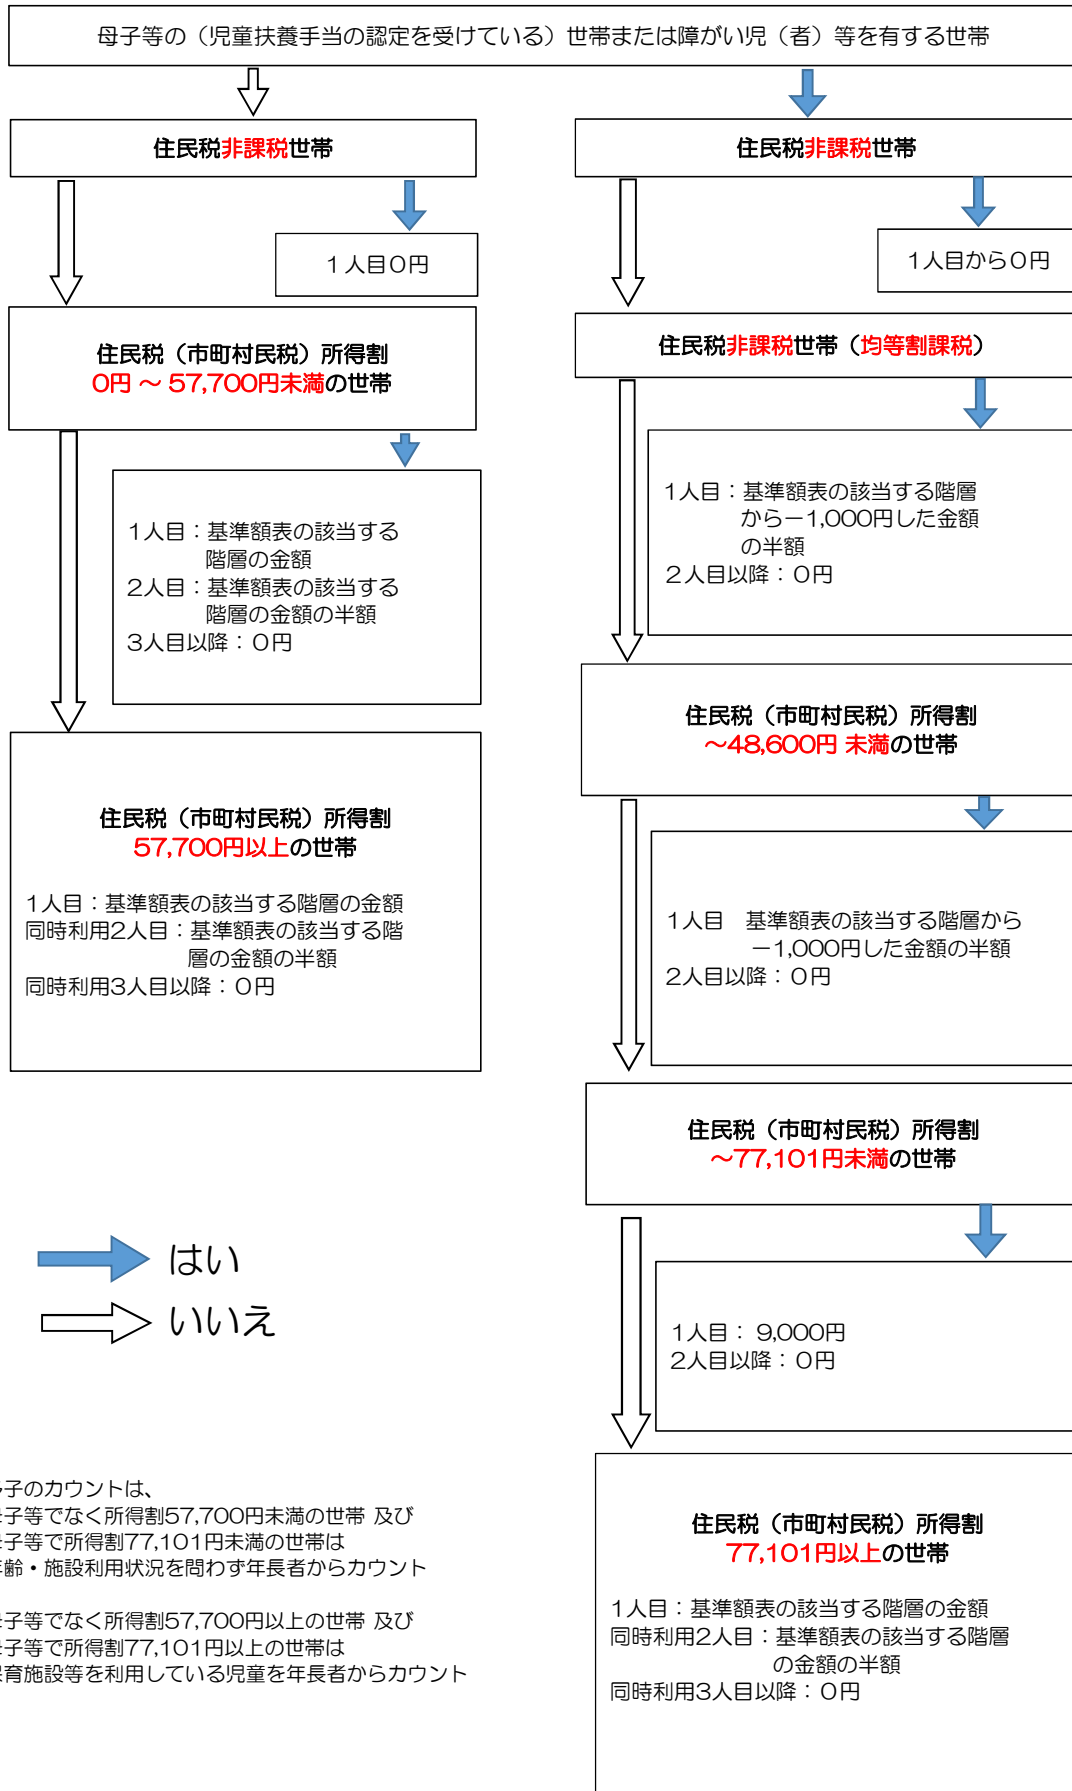 母子等の（児童扶養手当の認定を受けている）世帯または障がい児（者）等を有する世帯
住民税非課税世帯
1人目0円
住民税（市町村民税）所得割
0円 ～ 57,700円未満の世帯
1人目：基準額表の該当する
階層の金額
2人目：基準額表の該当する
階層の金額の半額
3人目以降：0円
住民税（市町村民税）所得割
57,700円以上の世帯
1人目：基準額表の該当する階層の金額
同時利用2人目：基準額表の該当する階
層の金額の半額
同時利用3人目以降：0円
住民税非課税世帯
1人目から0円
住民税非課税世帯（均等割課税）
1人目：基準額表の該当する階層
から－1,000円した金額
の半額
2人目以降：0円
住民税（市町村民税）所得割
～48,600円 未満の世帯
1人目　基準額表の該当する階層から
－1,000円した金額の半額
2人目以降：0円
住民税（市町村民税）所得割
～77,101円未満の世帯
1人目： 9,000円
2人目以降：0円
住民税（市町村民税）所得割
77,101円以上の世帯
1人目：基準額表の該当する階層の金額
同時利用2人目：基準額表の該当する階層
の金額の半額
同時利用3人目以降：0円
はい
いいえ
子のカウントは、
子等でなく所得割57,700円未満の世帯 及び
子等で所得割77,101円未満の世帯は
齢・施設利用状況を問わず年長者からカウント
子等でなく所得割57,700円以上の世帯 及び
子等で所得割77,101円以上の世帯は
育施設等を利用している児童を年長者からカウント